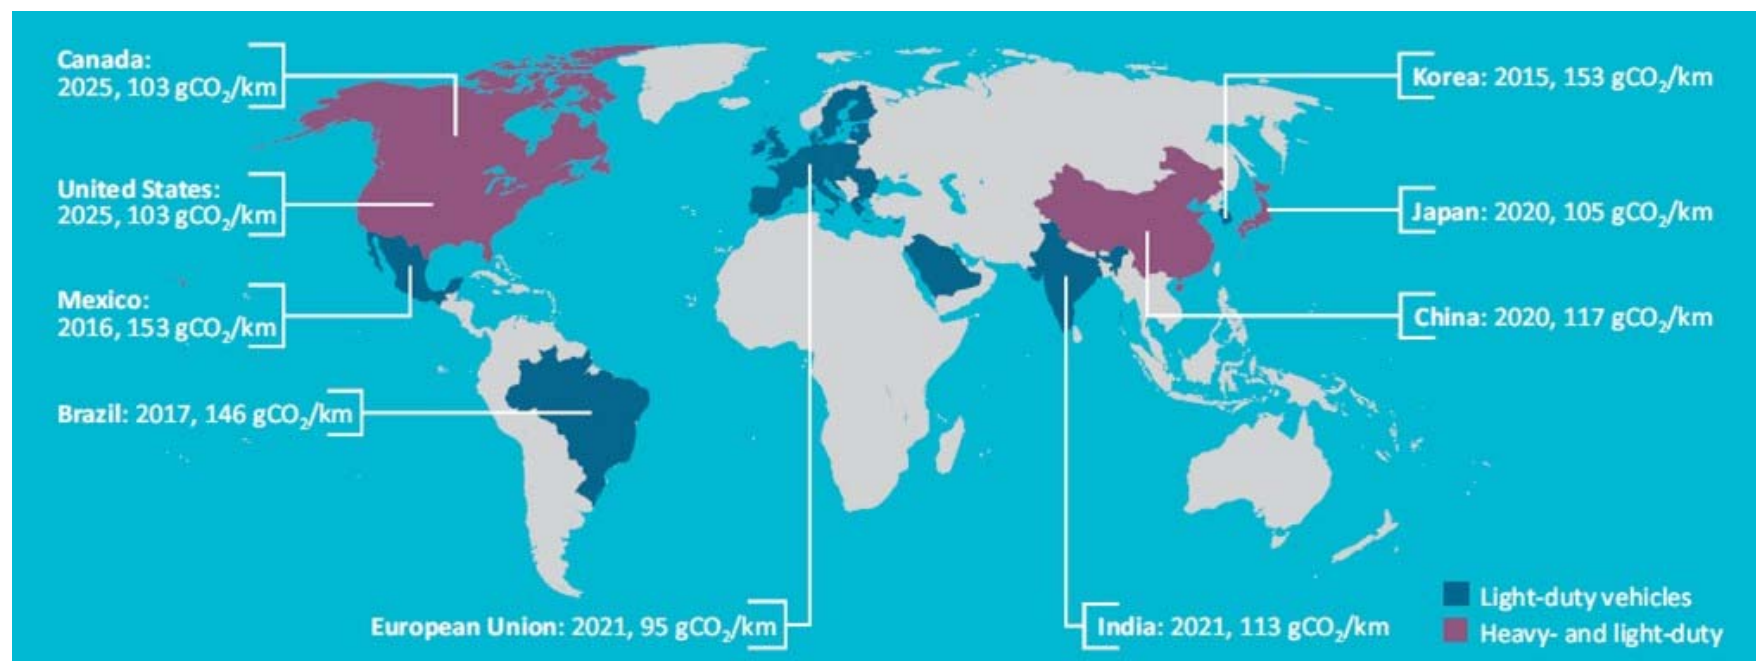 Canada:
2025, 103 gCO₂/km
United States:
2025, 103 gCO₂/km
Mexico:
2016, 153 gCO₂/km
Brazil: 2017, 146 gCO₂/km
European Union: 2021, 95 gCO₂/km
Korea: 2015, 153 gCO₂/km
Japan: 2020, 105 gCO₂/km
China: 2020, 117 gCO₂/km
India: 2021, 113 gCO₂/km
Light-duty vehicles
Heavy- and light-duty